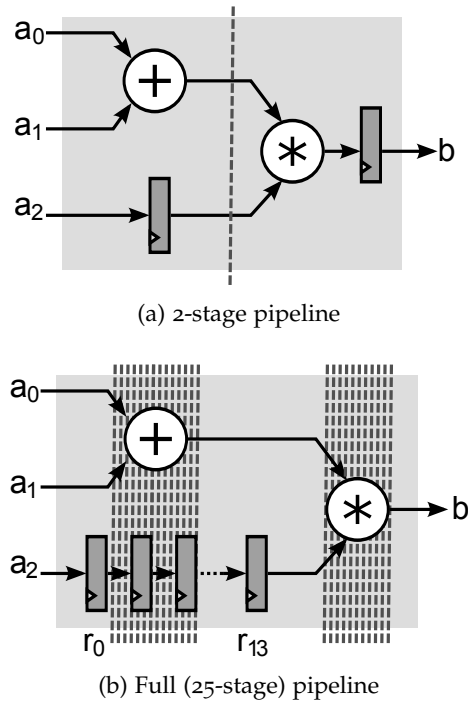 a0
a1
+
*
b
a2
(a) 2-stage pipeline
a0
a1
+
*
b
a2
r0 r13
(b) Full (25-stage) pipeline